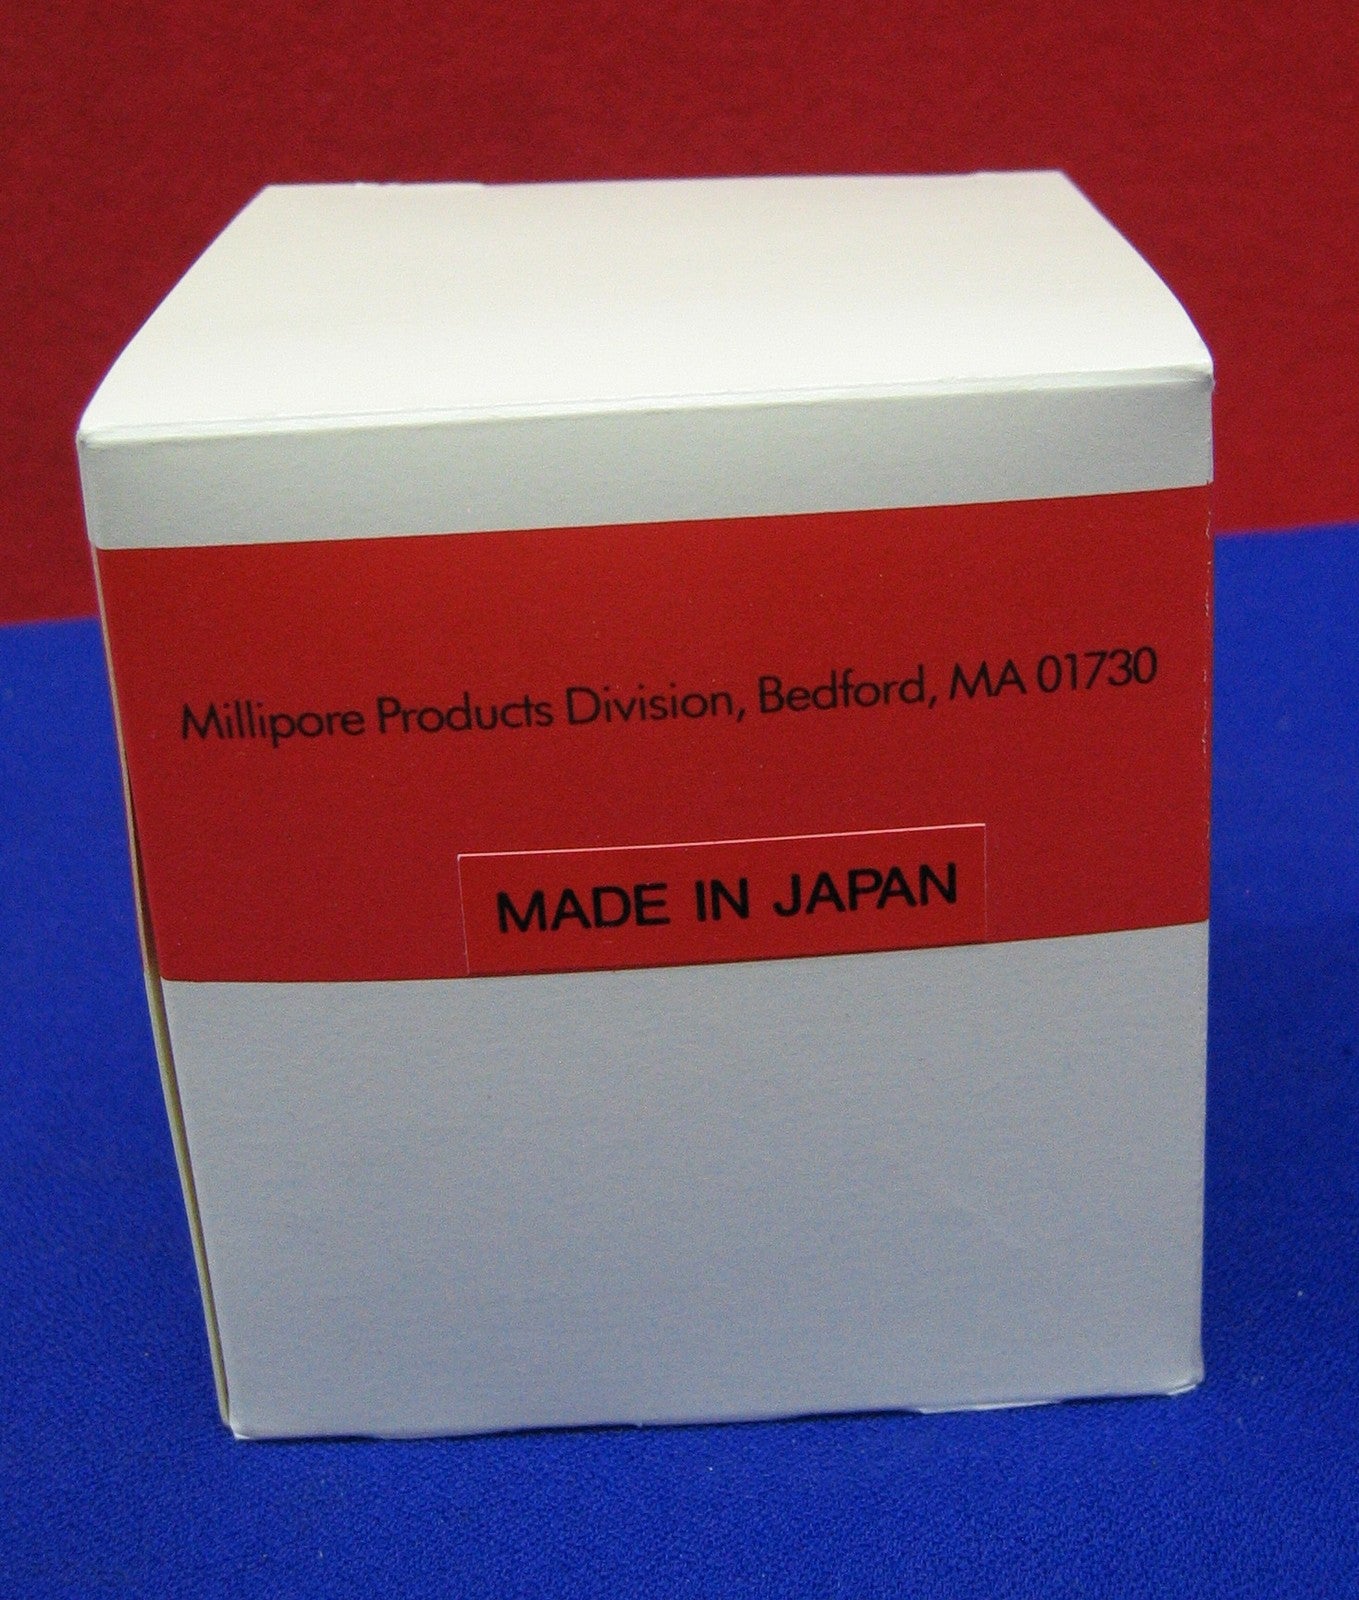 Millipore Products Division, Bedford, MA 01730
MADE IN JAPAN